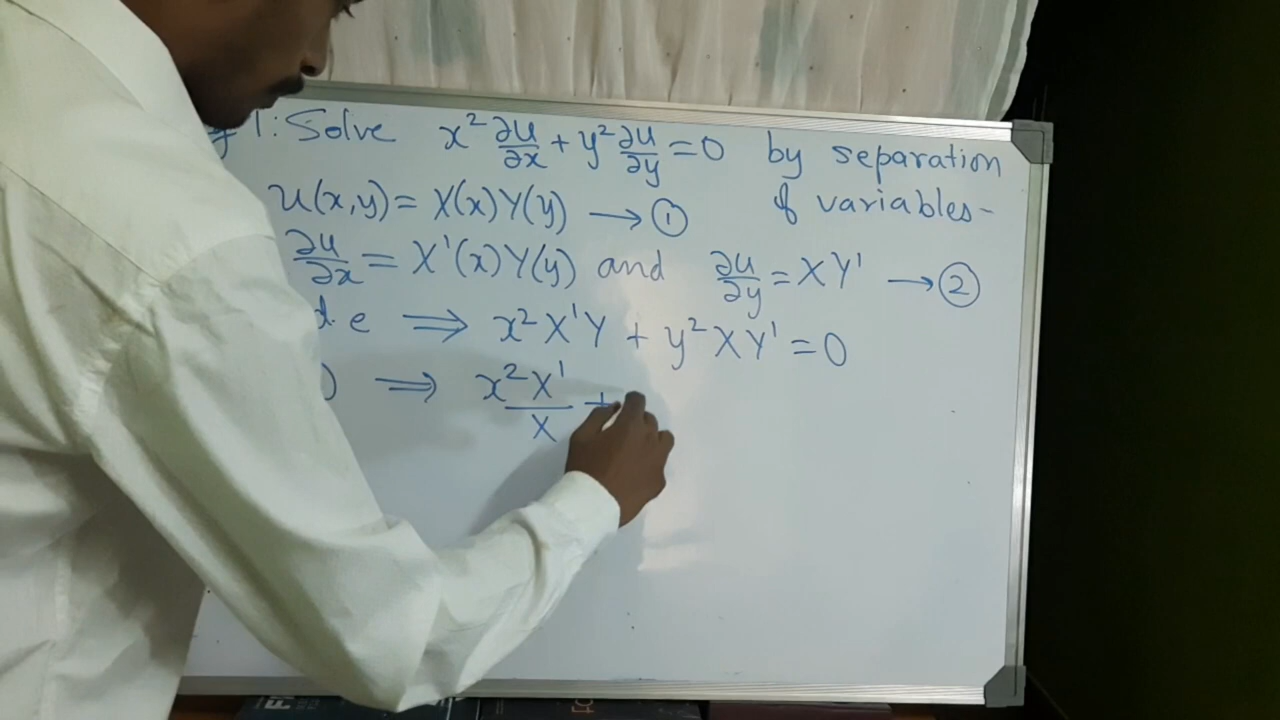 1: Solve x² ∂u/∂x + y² ∂u/∂y = 0 by separation of variables-
u(x,y) = X(x)Y(y) → ①
∂u/∂x = X'(x)Y(y) and ∂u/∂y = XY' → ②
d.e ⟹ x²X'Y + y²XY' = 0
) ⟹ x²X'/X +